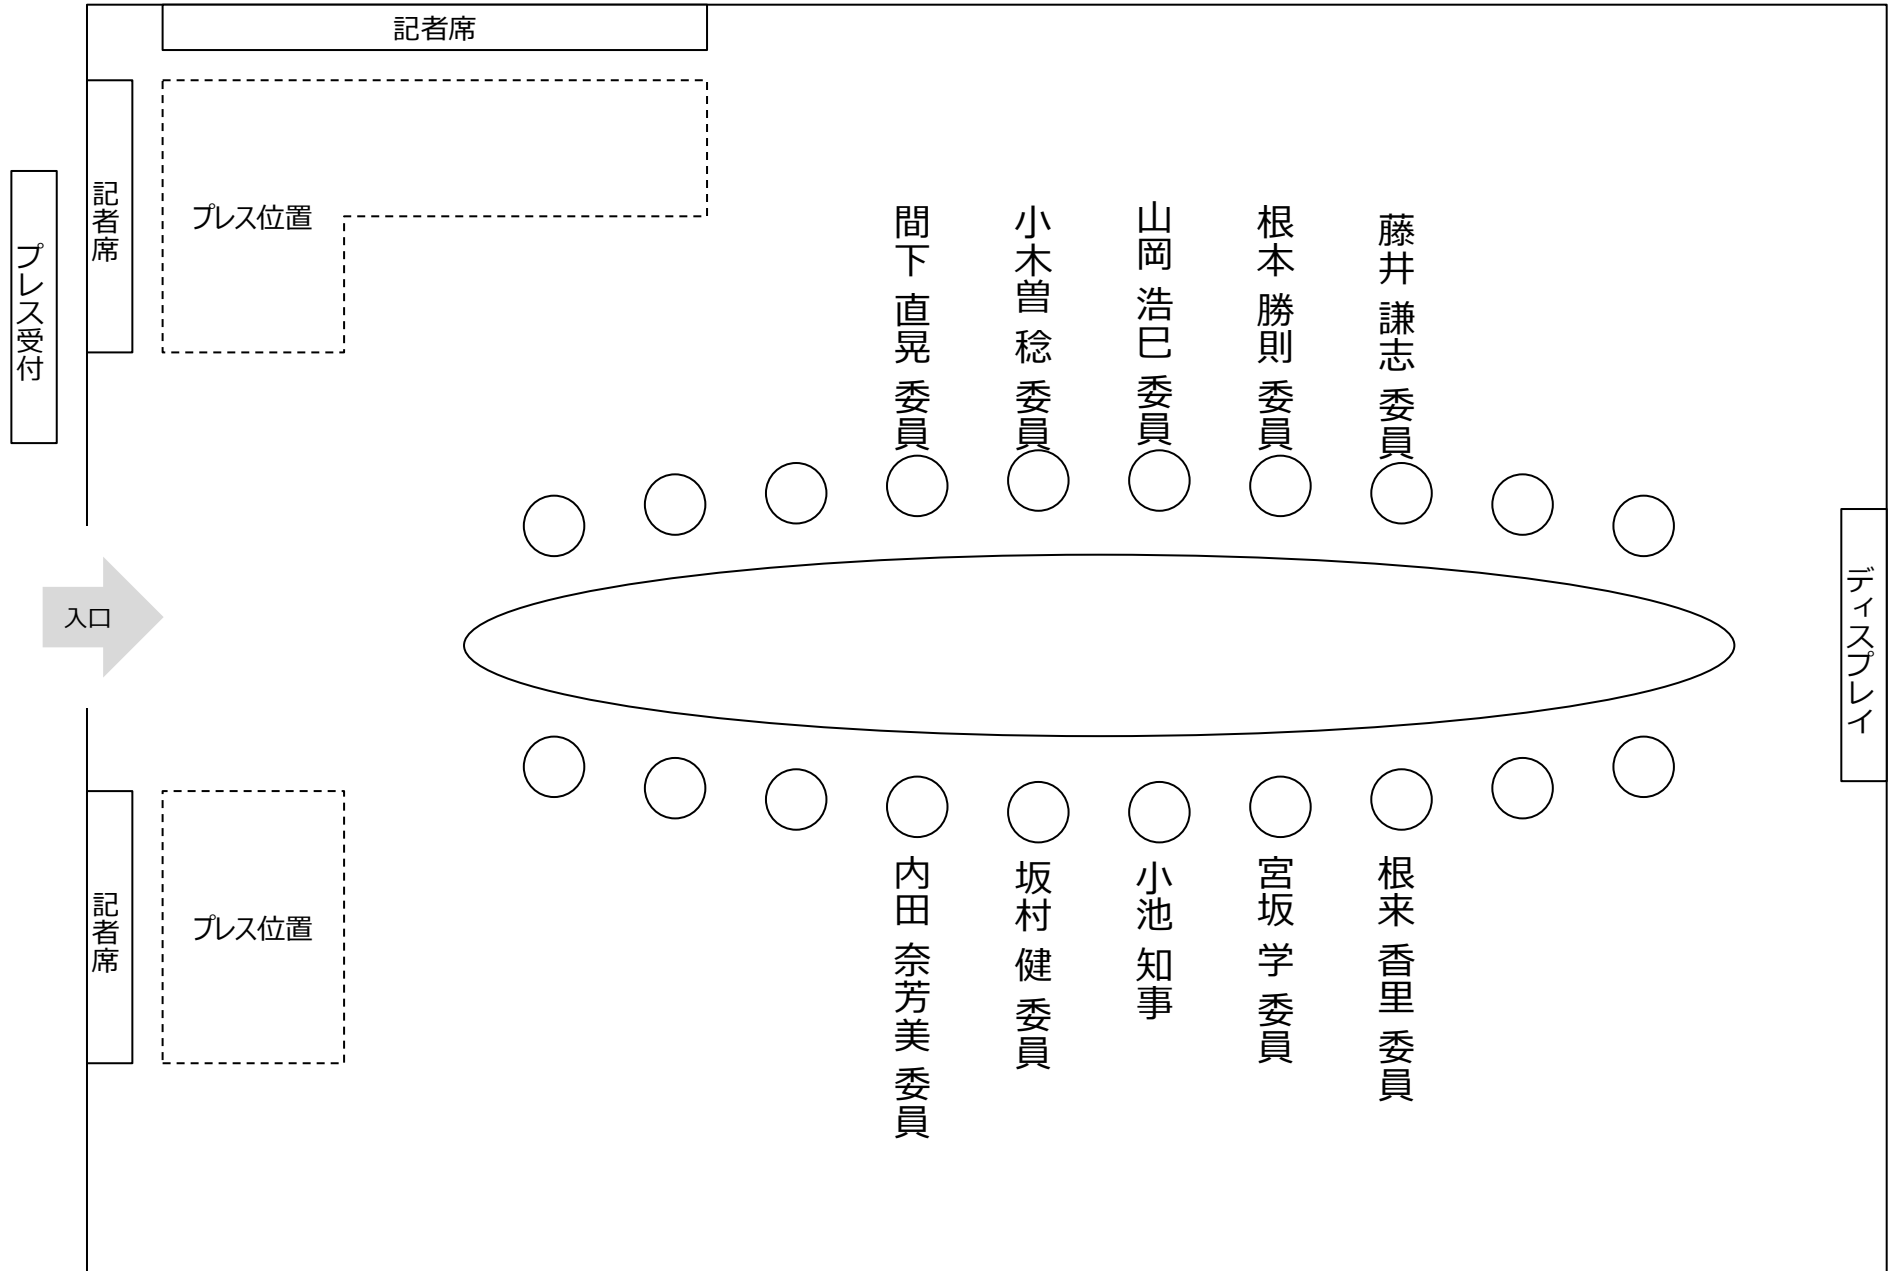 記者席
記者席
プレス受付
プレス位置
間下 直晃 委員
小木曽 稔 委員
山岡 浩巳 委員
根本 勝則 委員
藤井 謙志 委員
入口
ディスプレイ
記者席
プレス位置
内田 奈芳美 委員
坂村 健 委員
小池 知事
宮坂 学 委員
根来 香里 委員